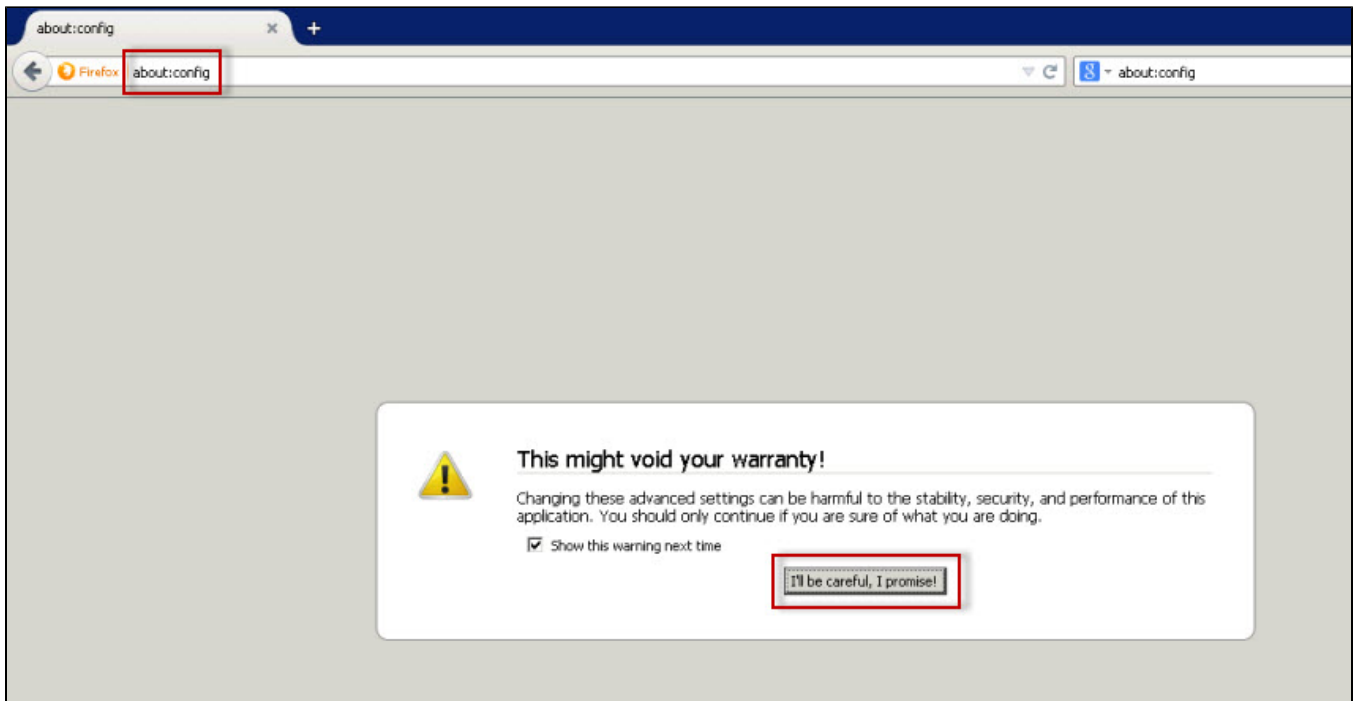 about:config
Firefox about:config
about:config
This might void your warranty!
Changing these advanced settings can be harmful to the stability, security, and performance of this
application. You should only continue if you are sure of what you are doing.
Show this warning next time
I'll be careful, I promise!